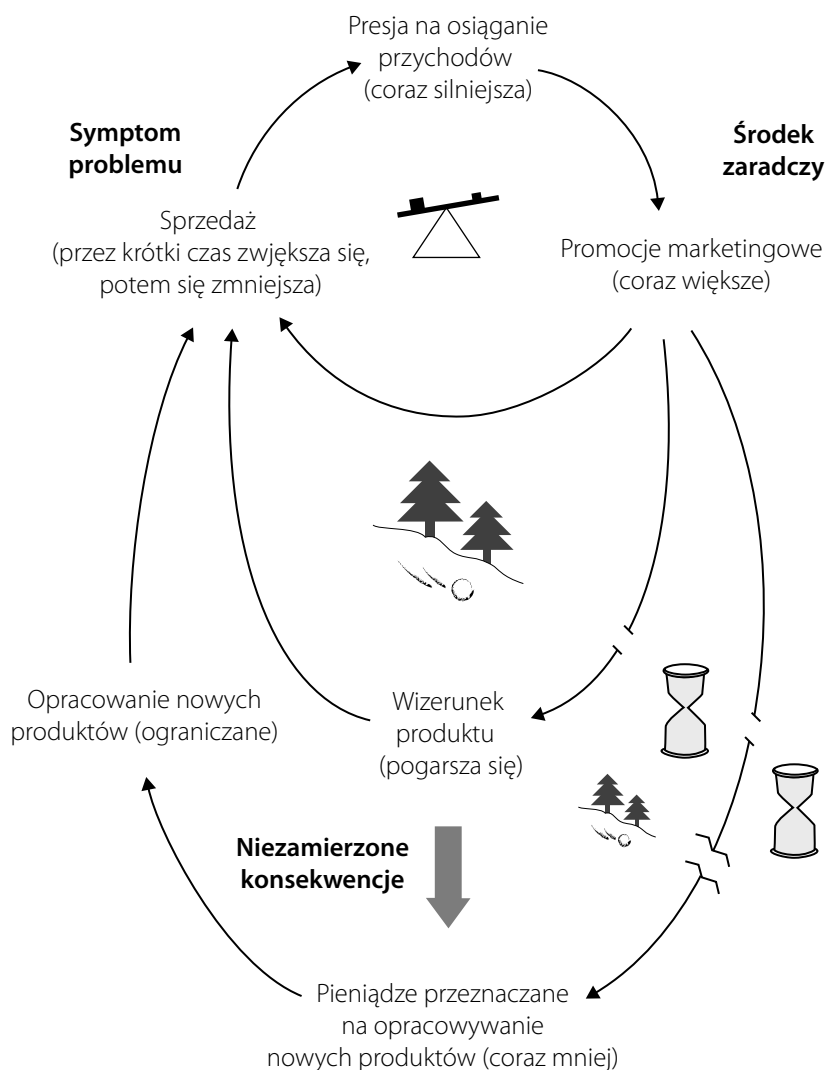 Presja na osiąganie
przychodów
(coraz silniejsza)
Symptom
problemu
Środek
zaradczy
Sprzedaż
(przez krótki czas zwjększa się,
potem się zmniejsza)
Promocje marketingowe
(coraz większe)
Opracowanie nowych
produktów (ograniczane)
Wizerunek
produktu
(pogarsza się)
Niezamierzone
konsekwencje
Pieniądze przeznaczane
na opracowywanie
nowych produktów (coraz mniej)